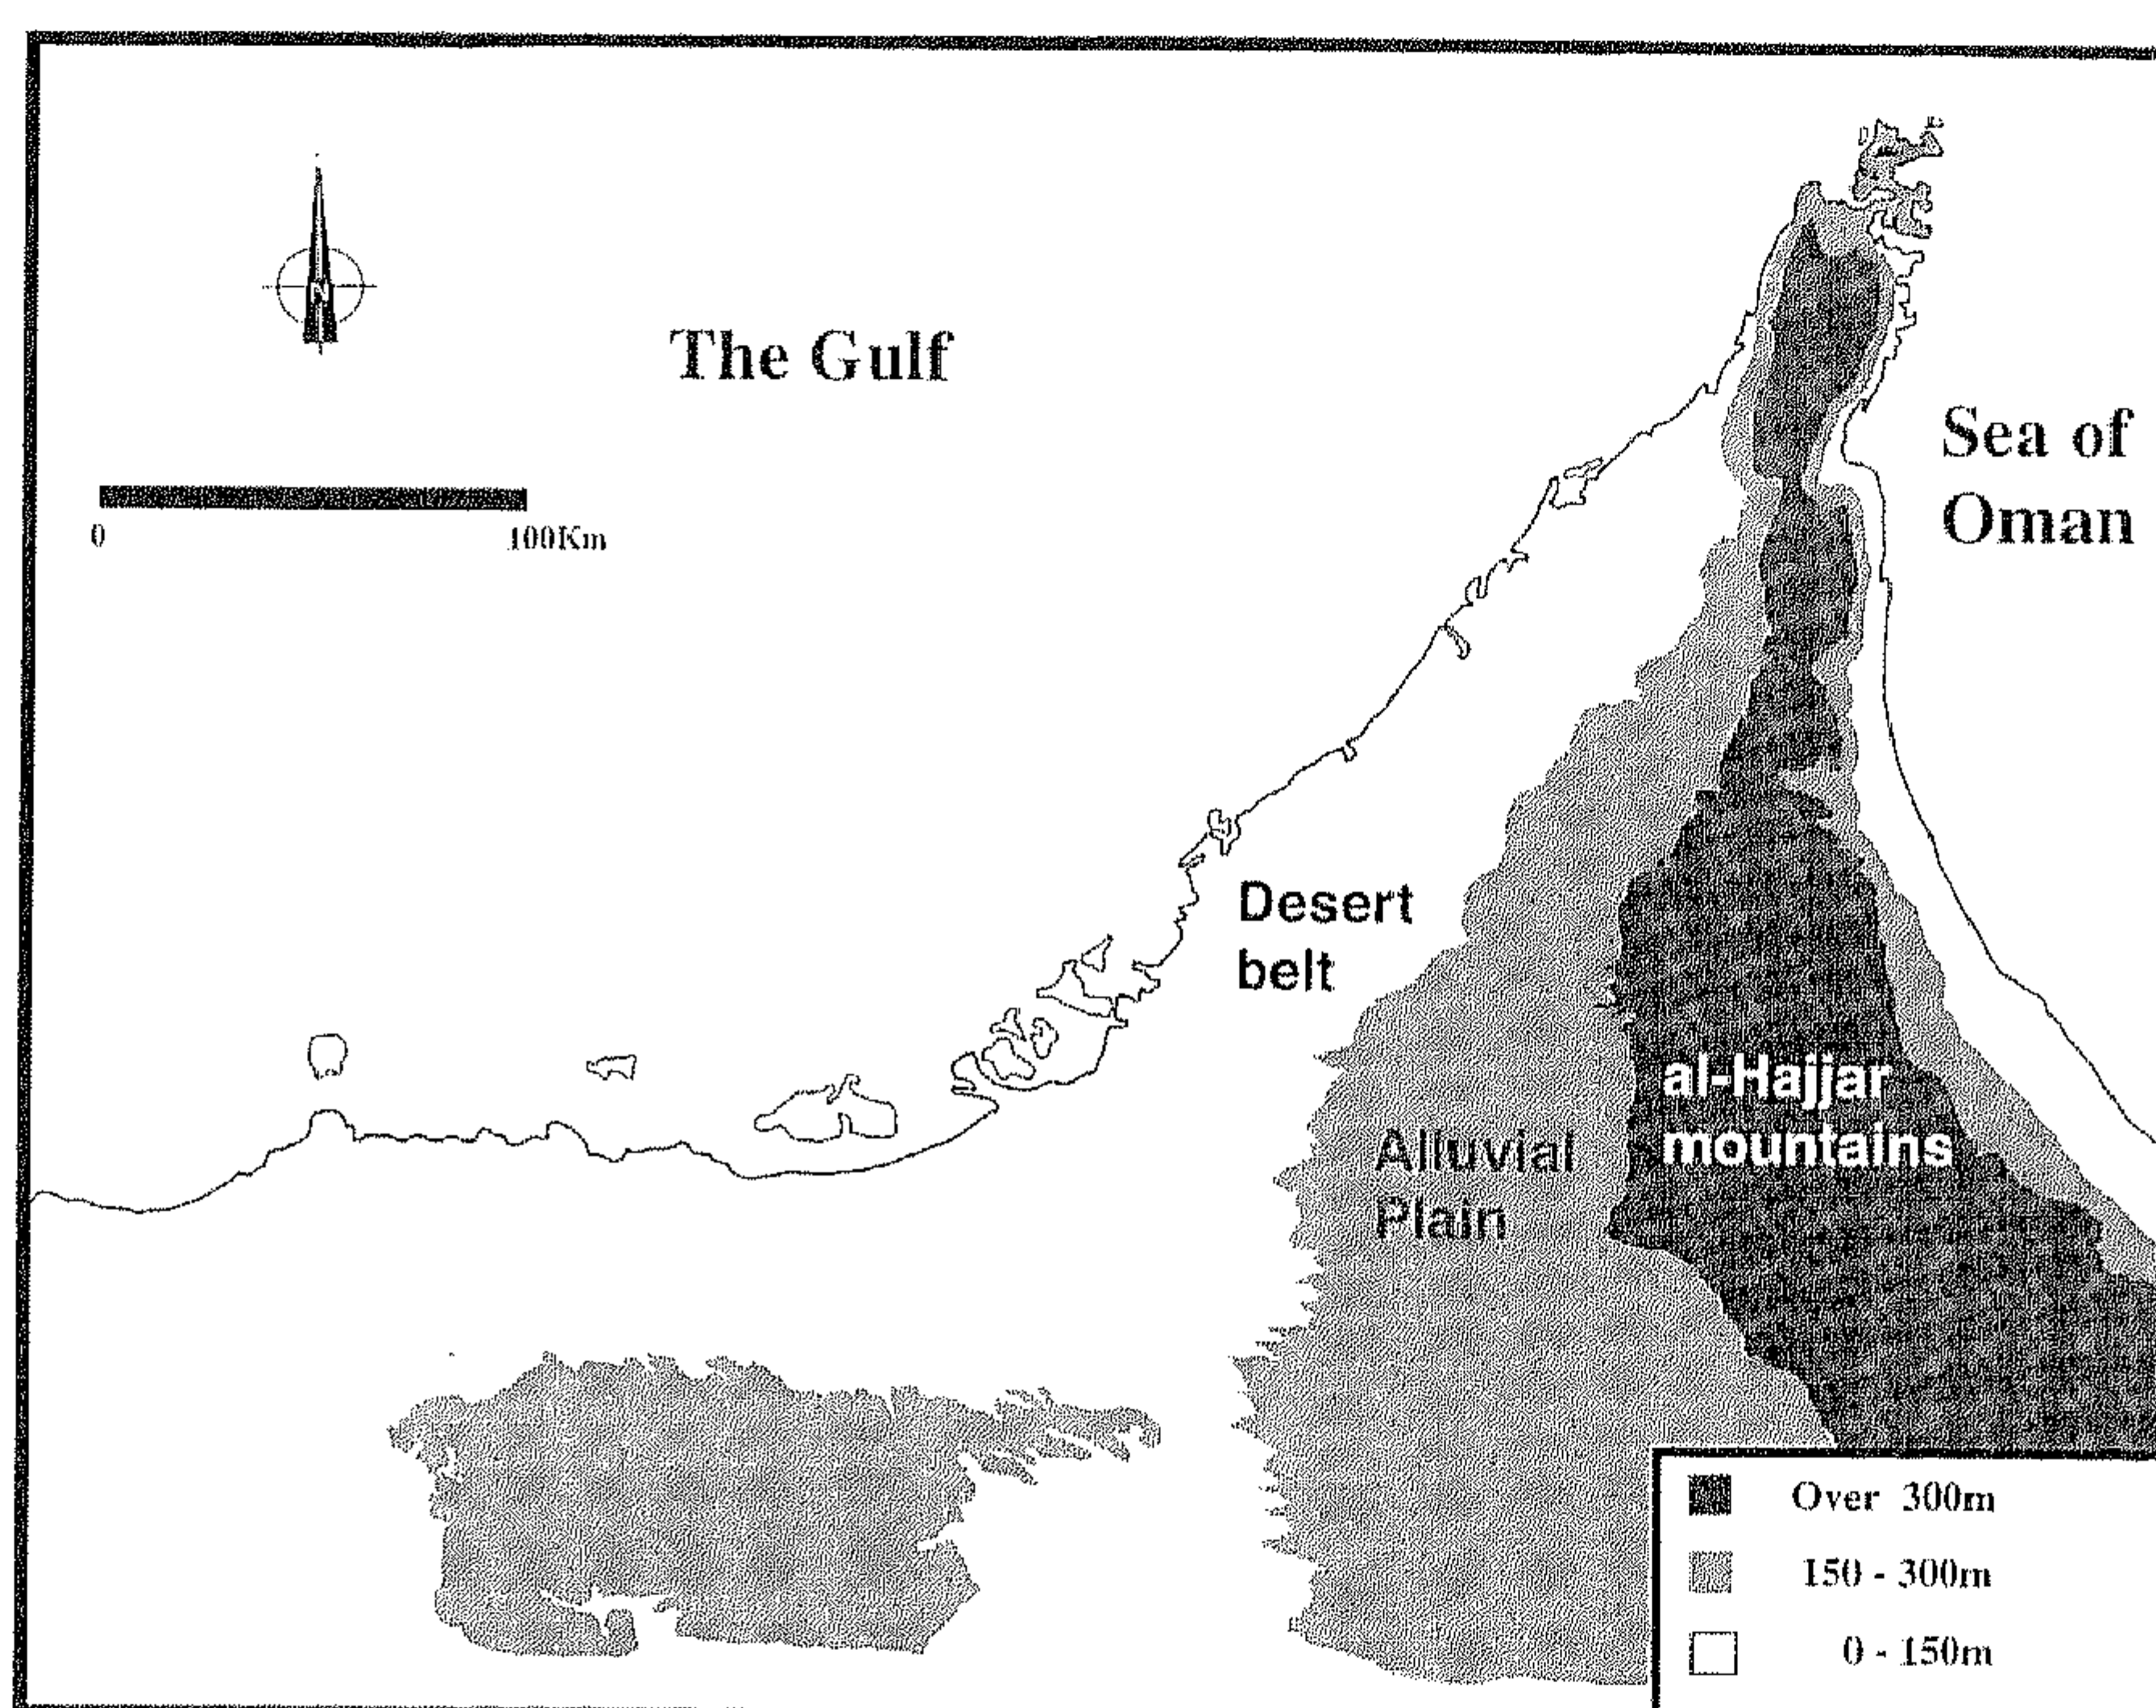 N
The Gulf
0 100Km
Sea of
Oman
Desert
belt
al-Hajjar
mountains
Alluvial
Plain
Over 300m
150 - 300m
0 - 150m